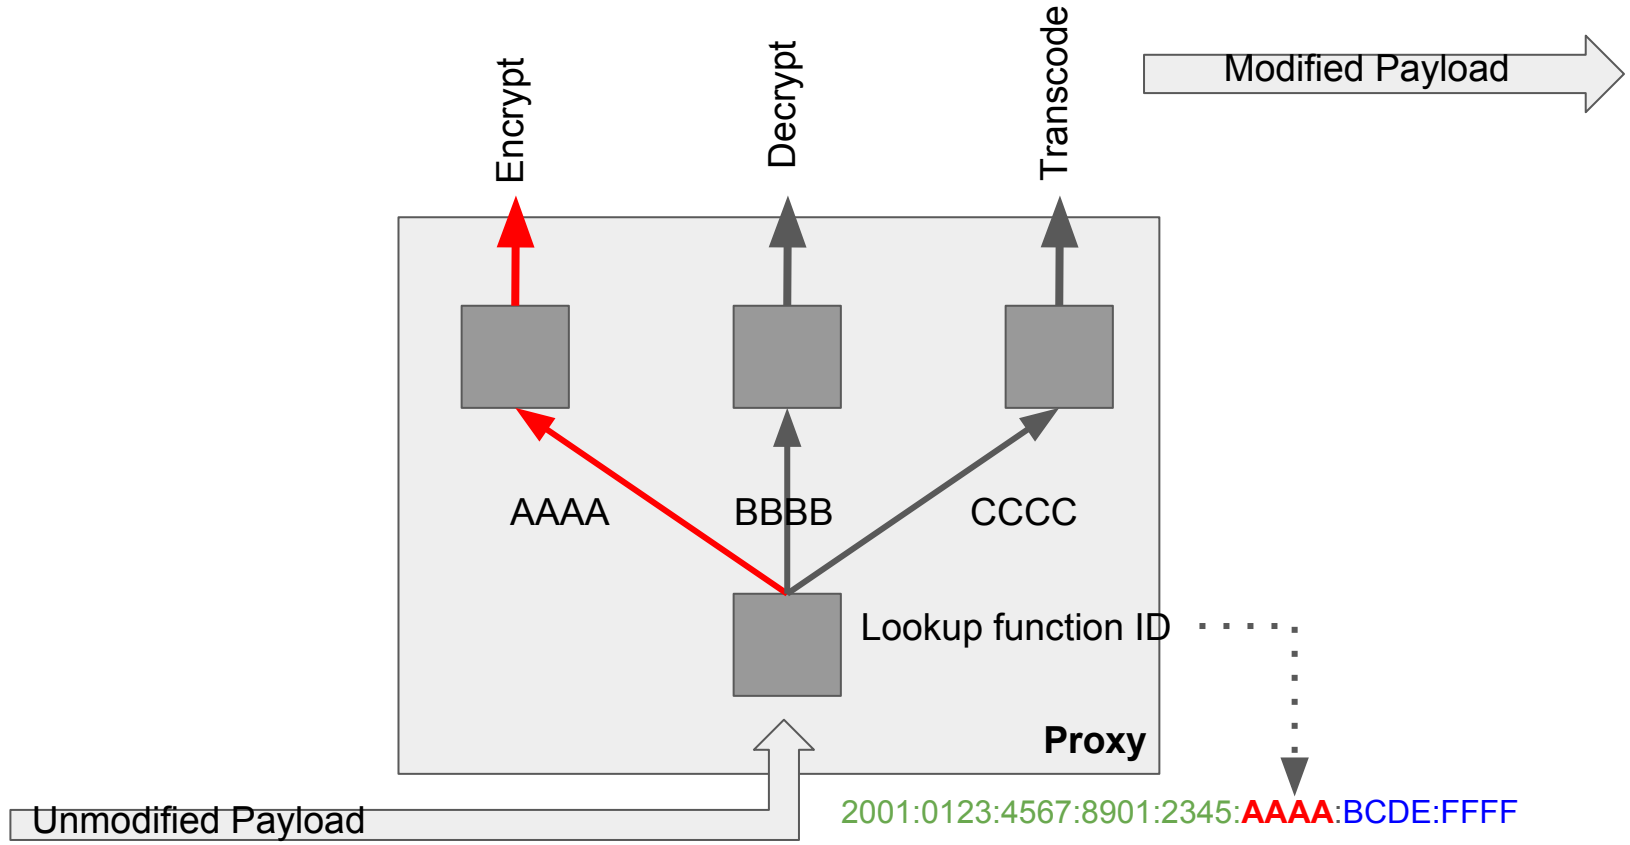 Encrypt
Decrypt
Transcode
Modified Payload
AAAA
BBBB
CCCC
Lookup function ID
Proxy
Unmodified Payload
2001:0123:4567:8901:2345:AAAA:BCDE:FFFF